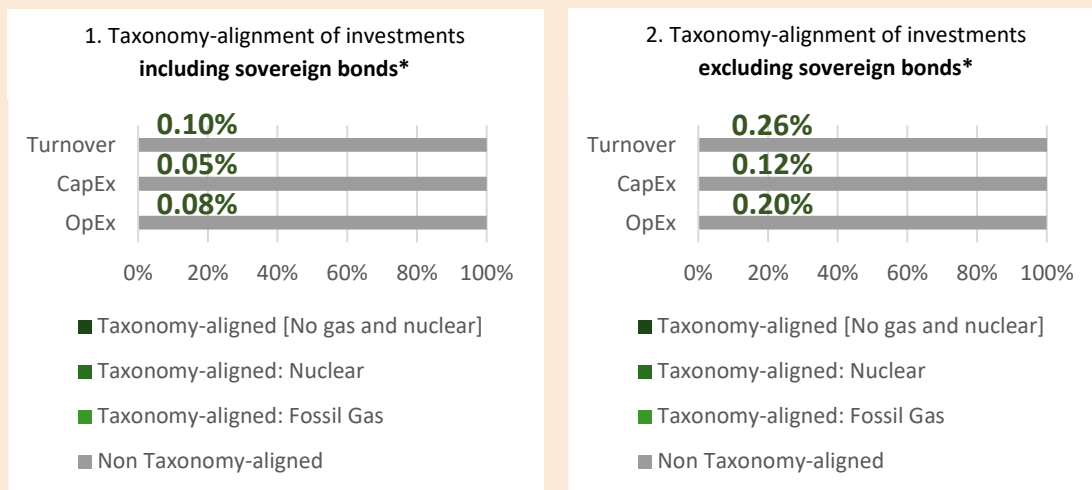 1. Taxonomy-alignment of investments
including sovereign bonds*
0.10%
Turnover
0.05%
CapEx
0.08%
OpEx
0% 20% 40% 60% 80% 100%
Taxonomy-aligned [No gas and nuclear]
Taxonomy-aligned: Nuclear
Taxonomy-aligned: Fossil Gas
Non Taxonomy-aligned
2. Taxonomy-alignment of investments
excluding sovereign bonds*
0.26%
Turnover
0.12%
CapEx
0.20%
OpEx
0% 20% 40% 60% 80% 100%
Taxonomy-aligned [No gas and nuclear]
Taxonomy-aligned: Nuclear
Taxonomy-aligned: Fossil Gas
Non Taxonomy-aligned